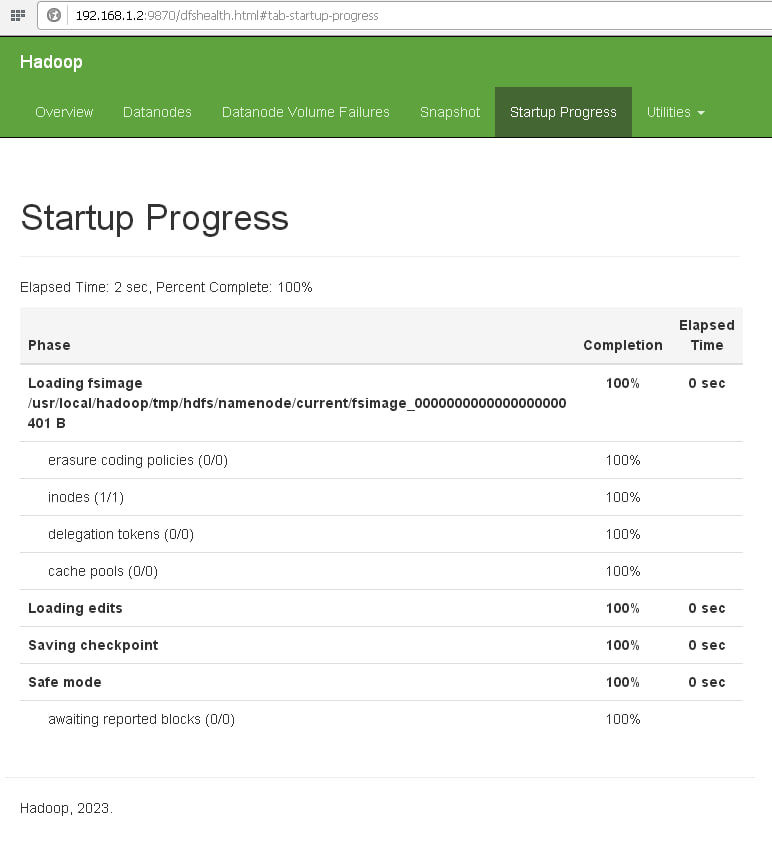 192.168.1.2:9870/dfshealth.html#tab-startup-progress
Hadoop
Overview Datanodes Datanode Volume Failures Snapshot Startup Progress Utilities
Startup Progress
Elapsed Time: 2 sec, Percent Complete: 100%
Phase Completion Elapsed Time
Loading fsimage 100% 0 sec
/usr/local/hadoop/tmp/hdfs/namenode/current/fsimage_0000000000000000000
401 B
erasure coding policies (0/0) 100%
inodes (1/1) 100%
delegation tokens (0/0) 100%
cache pools (0/0) 100%
Loading edits 100% 0 sec
Saving checkpoint 100% 0 sec
Safe mode 100% 0 sec
awaiting reported blocks (0/0) 100%
Hadoop, 2023.